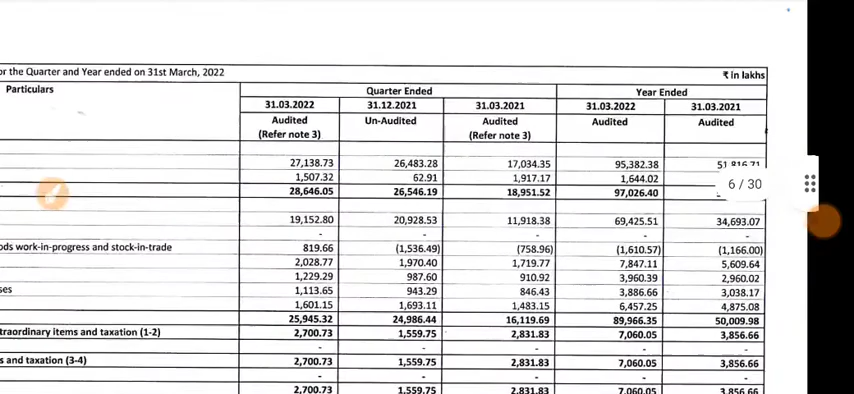 or the Quarter and Year ended on 31st March, 2022 ₹ in lakhs
Particulars Quarter Ended Year Ended
31.03.2022 31.12.2021 31.03.2021 31.03.2022 31.03.2021
Audited Un-Audited Audited Audited Audited
(Refer note 3) (Refer note 3)
27,138.73 26,483.28 17,034.35 95,382.38 51,816.71
1,507.32 62.91 1,917.17 1,644.02
6 / 30
28,646.05 26,546.19 18,951.52 97,026.40
19,152.80 20,928.53 11,918.38 69,425.51 34,693.07
- - - - -
ods work-in-progress and stock-in-trade 819.66 (1,536.49) (758.96) (1,610.57) (1,166.00)
2,028.77 1,970.40 1,719.77 7,847.11 5,609.64
1,229.29 987.60 910.92 3,960.39 2,960.02
ses 1,113.65 943.29 846.43 3,886.66 3,038.17
1,601.15 1,693.11 1,483.15 6,457.25 4,875.08
25,945.32 24,986.44 16,119.69 89,966.35 50,009.98
traordinary items and taxation (1-2) 2,700.73 1,559.75 2,831.83 7,060.05 3,856.66
- - - - -
s and taxation (3-4) 2,700.73 1,559.75 2,831.83 7,060.05 3,856.66
- - - - -
2,700.73 1,559.75 2,831.83 7,060.05 3,856.66